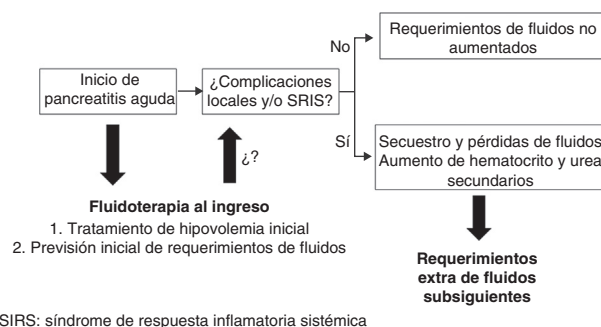 No
Requerimientos de fluidos no
aumentados
Inicio de
pancreatitis aguda
¿Complicaciones
locales y/o SRIS?
Sí
Secuestro y pérdidas de fluidos
Aumento de hematocrito y urea
secundarios
¿?
Fluidoterapia al ingreso
1. Tratamiento de hipovolemia inicial
2. Previsión inicial de requerimientos de fluidos
Requerimientos
extra de fluidos
subsiguientes
SIRS: síndrome de respuesta inflamatoria sistémica